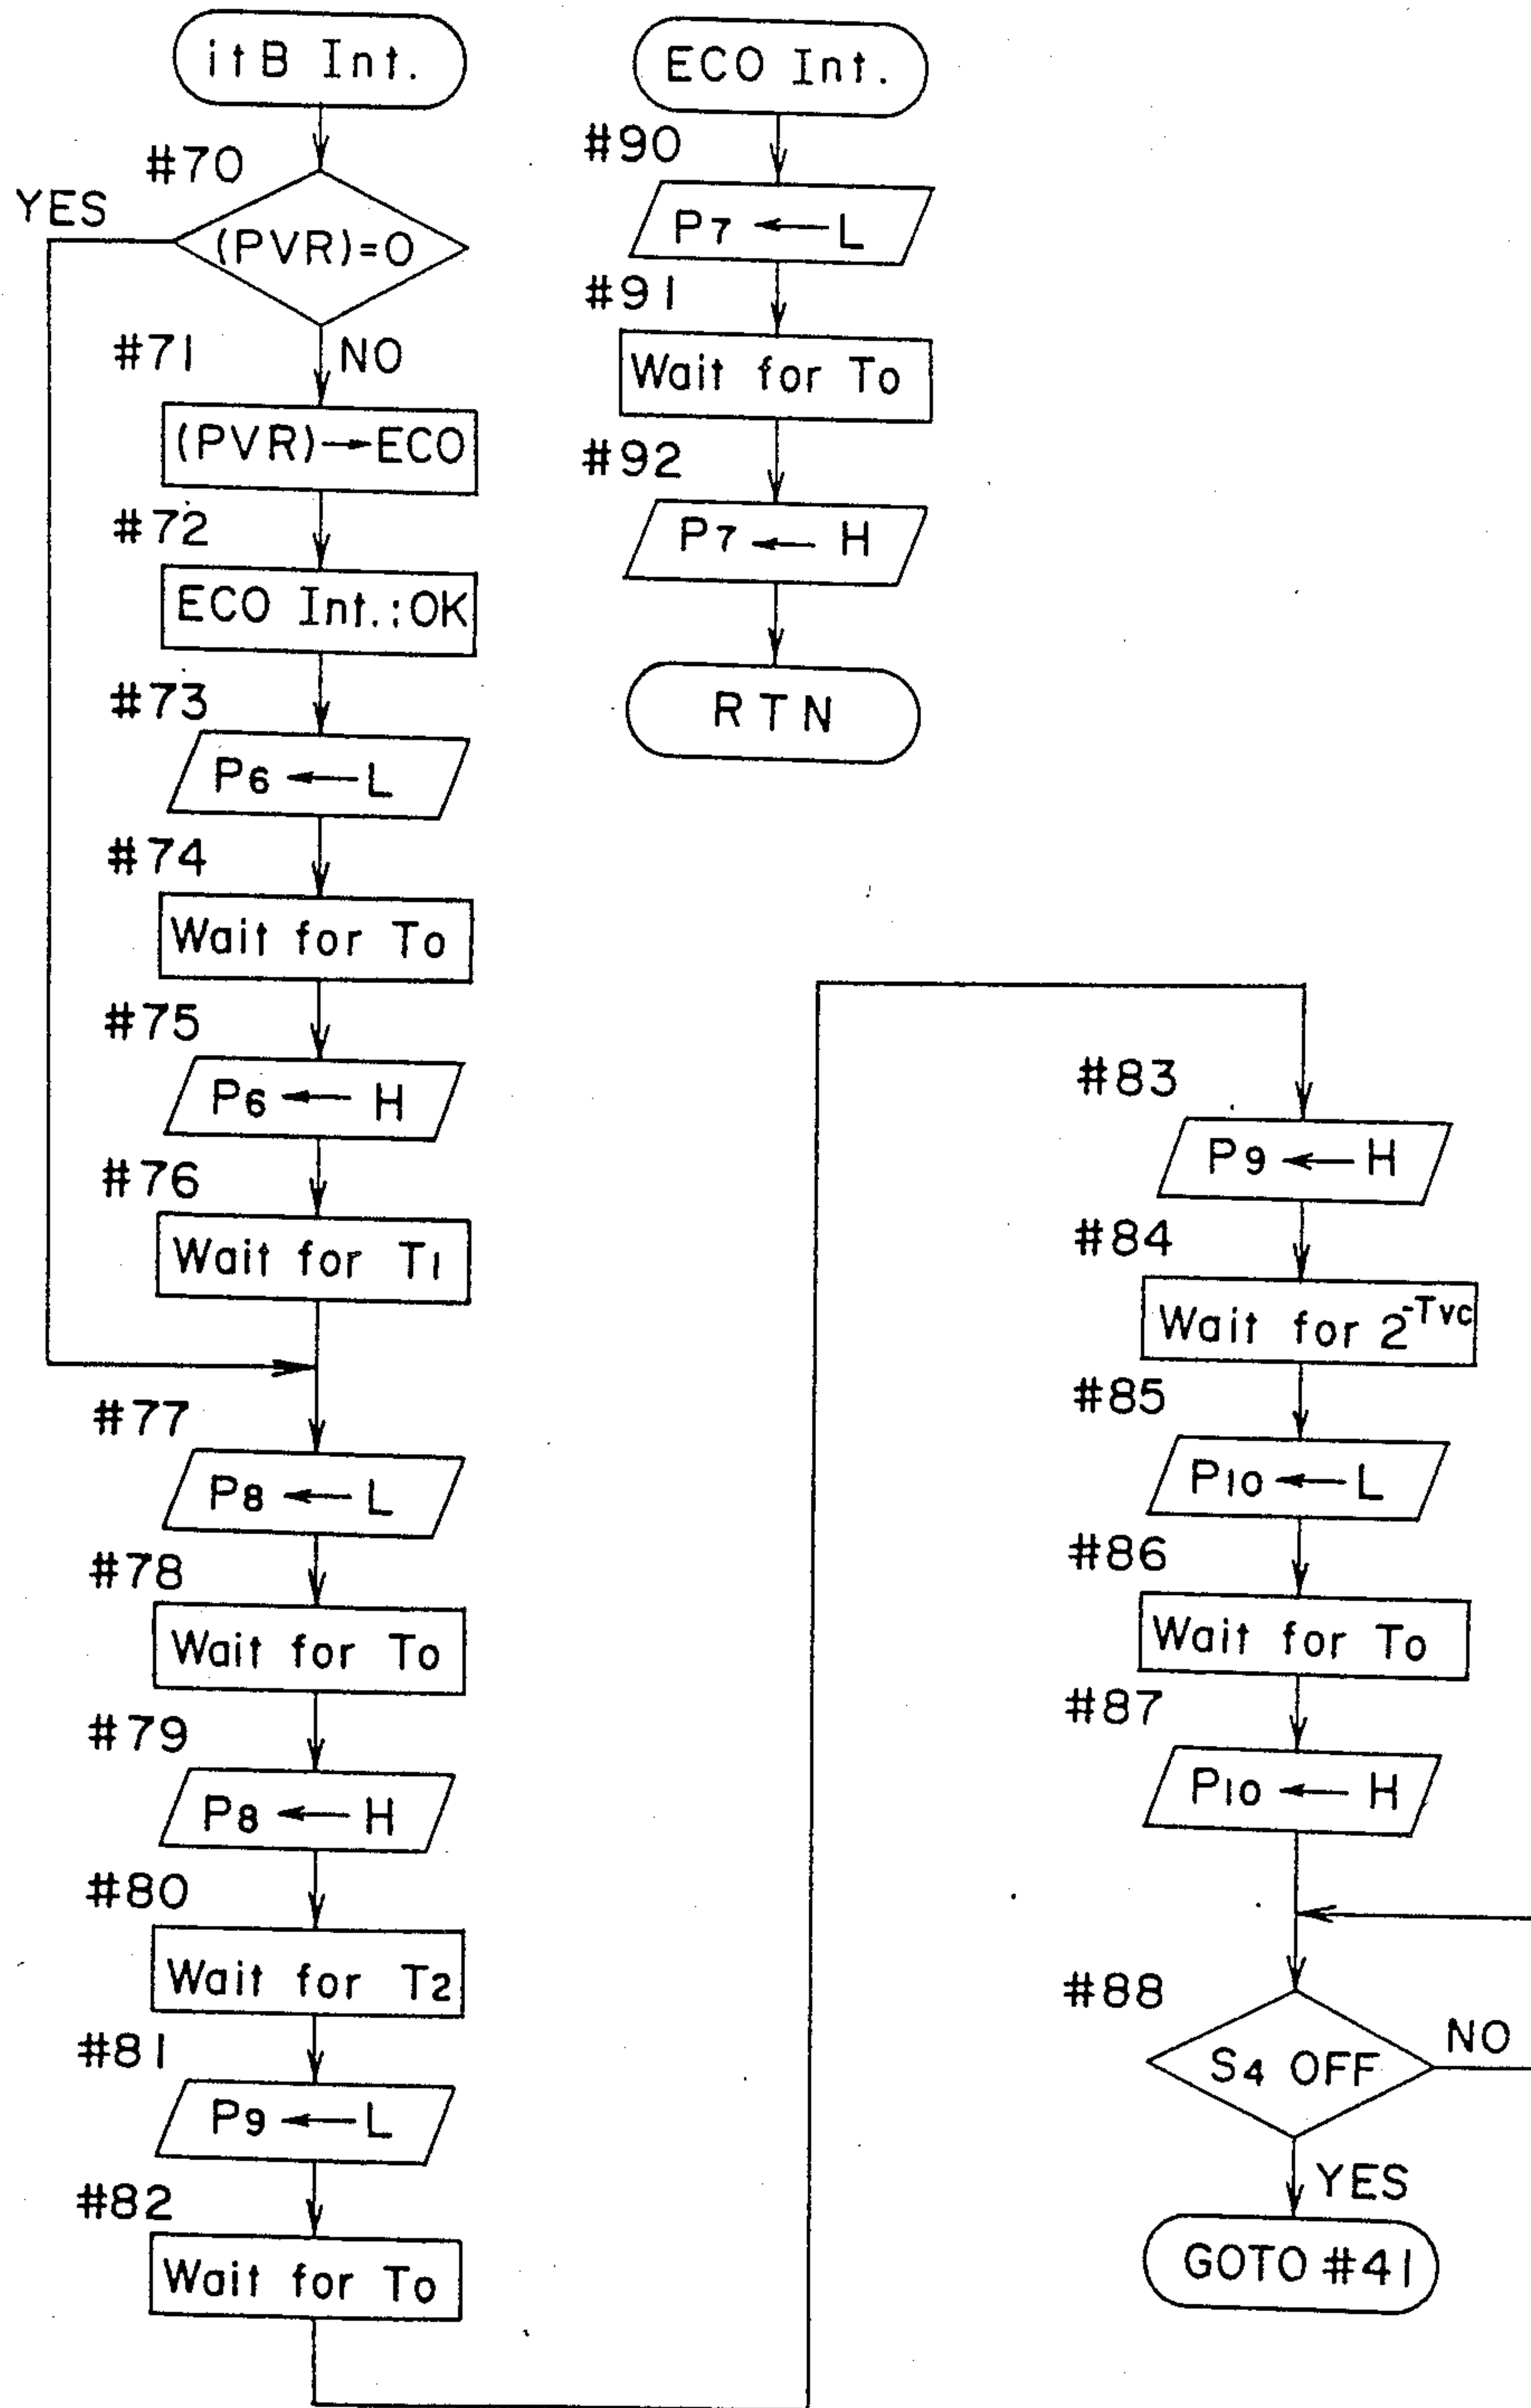 itB Int.
#70
YES
(PVR)=0
#71
NO
(PVR)→ECO
#72
ECO Int.:OK
#73
P6 ← L
#74
Wait for To
#75
P6 ← H
#76
Wait for T1
#77
P8 ← L
#78
Wait for To
#79
P8 ← H
#80
Wait for T2
#81
P9 ← L
#82
Wait for To
ECO Int.
#90
P7 ← L
#91
Wait for To
#92
P7 ← H
RTN
#83
P9 ← H
#84
Wait for 2^-Tvc
#85
P10 ← L
#86
Wait for To
#87
P10 ← H
#88
S4 OFF
NO
YES
GOTO #41